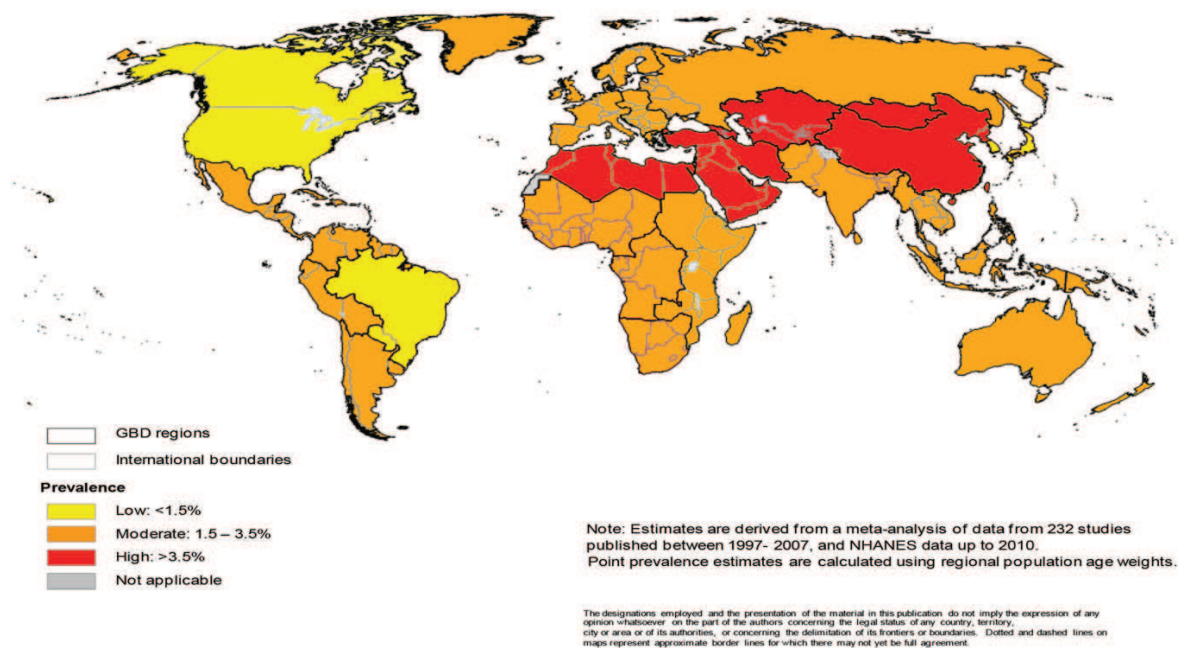 GBD regions
International boundaries
Prevalence
Low: <1.5%
Moderate: 1.5 – 3.5%
High: >3.5%
Not applicable
Note: Estimates are derived from a meta-analysis of data from 232 studies
published between 1997- 2007, and NHANES data up to 2010.
Point prevalence estimates are calculated using regional population age weights.
The designations employed and the presentation of the material in this publication do not imply the expression of any
opinion whatsoever on the part of the authors concerning the legal status of any country, territory,
city or area or of its authorities, or concerning the delimitation of its frontiers or boundaries. Dotted and dashed lines on
maps represent approximate border lines for which there may not yet be full agreement.